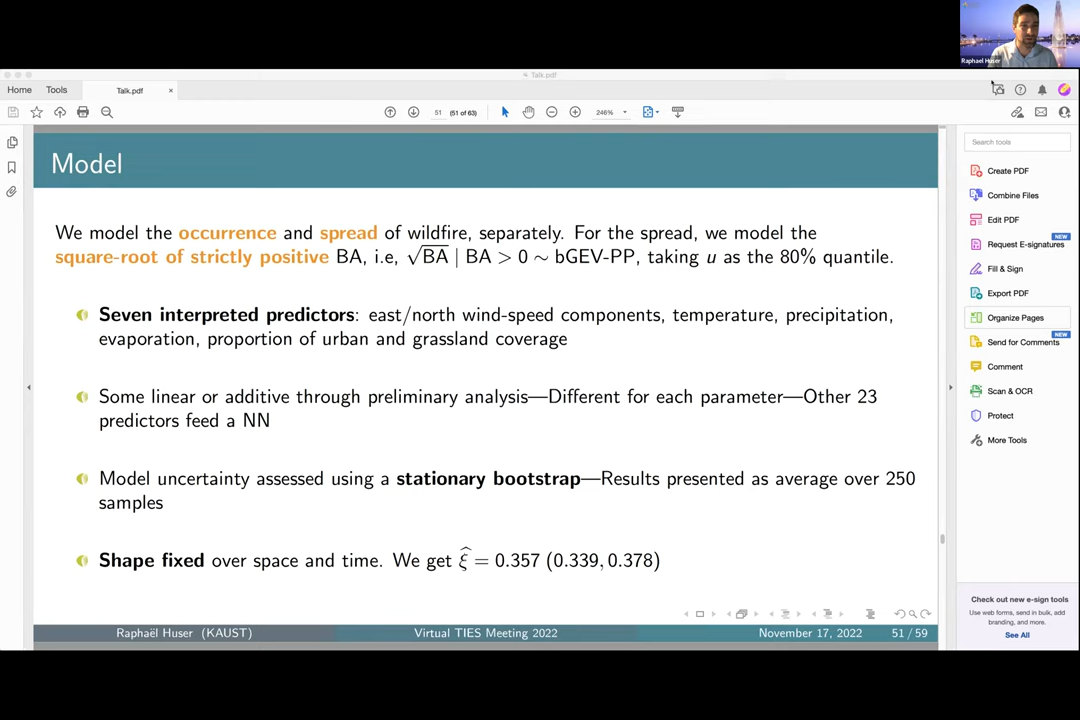 Raphael Huser
Talk.pdf
Home Tools Talk.pdf ×
51 (51 of 63) 246%
Search tools
Create PDF
Combine Files
Edit PDF
NEW
Request E-signatures
Fill & Sign
Export PDF
Organize Pages
NEW
Send for Comments
Comment
Scan & OCR
Protect
More Tools
Check out new e-sign tools
Use web forms, send in bulk, add
branding, and more.
See All
Model
We model the occurrence and spread of wildfire, separately. For the spread, we model the
square-root of strictly positive BA, i.e, √BA | BA > 0 ∼ bGEV-PP, taking u as the 80% quantile.
Seven interpreted predictors: east/north wind-speed components, temperature, precipitation,
evaporation, proportion of urban and grassland coverage
Some linear or additive through preliminary analysis—Different for each parameter—Other 23
predictors feed a NN
Model uncertainty assessed using a stationary bootstrap—Results presented as average over 250
samples
Shape fixed over space and time. We get ξ̂ = 0.357 (0.339, 0.378)
Raphaël Huser (KAUST) Virtual TIES Meeting 2022 November 17, 2022 51 / 59